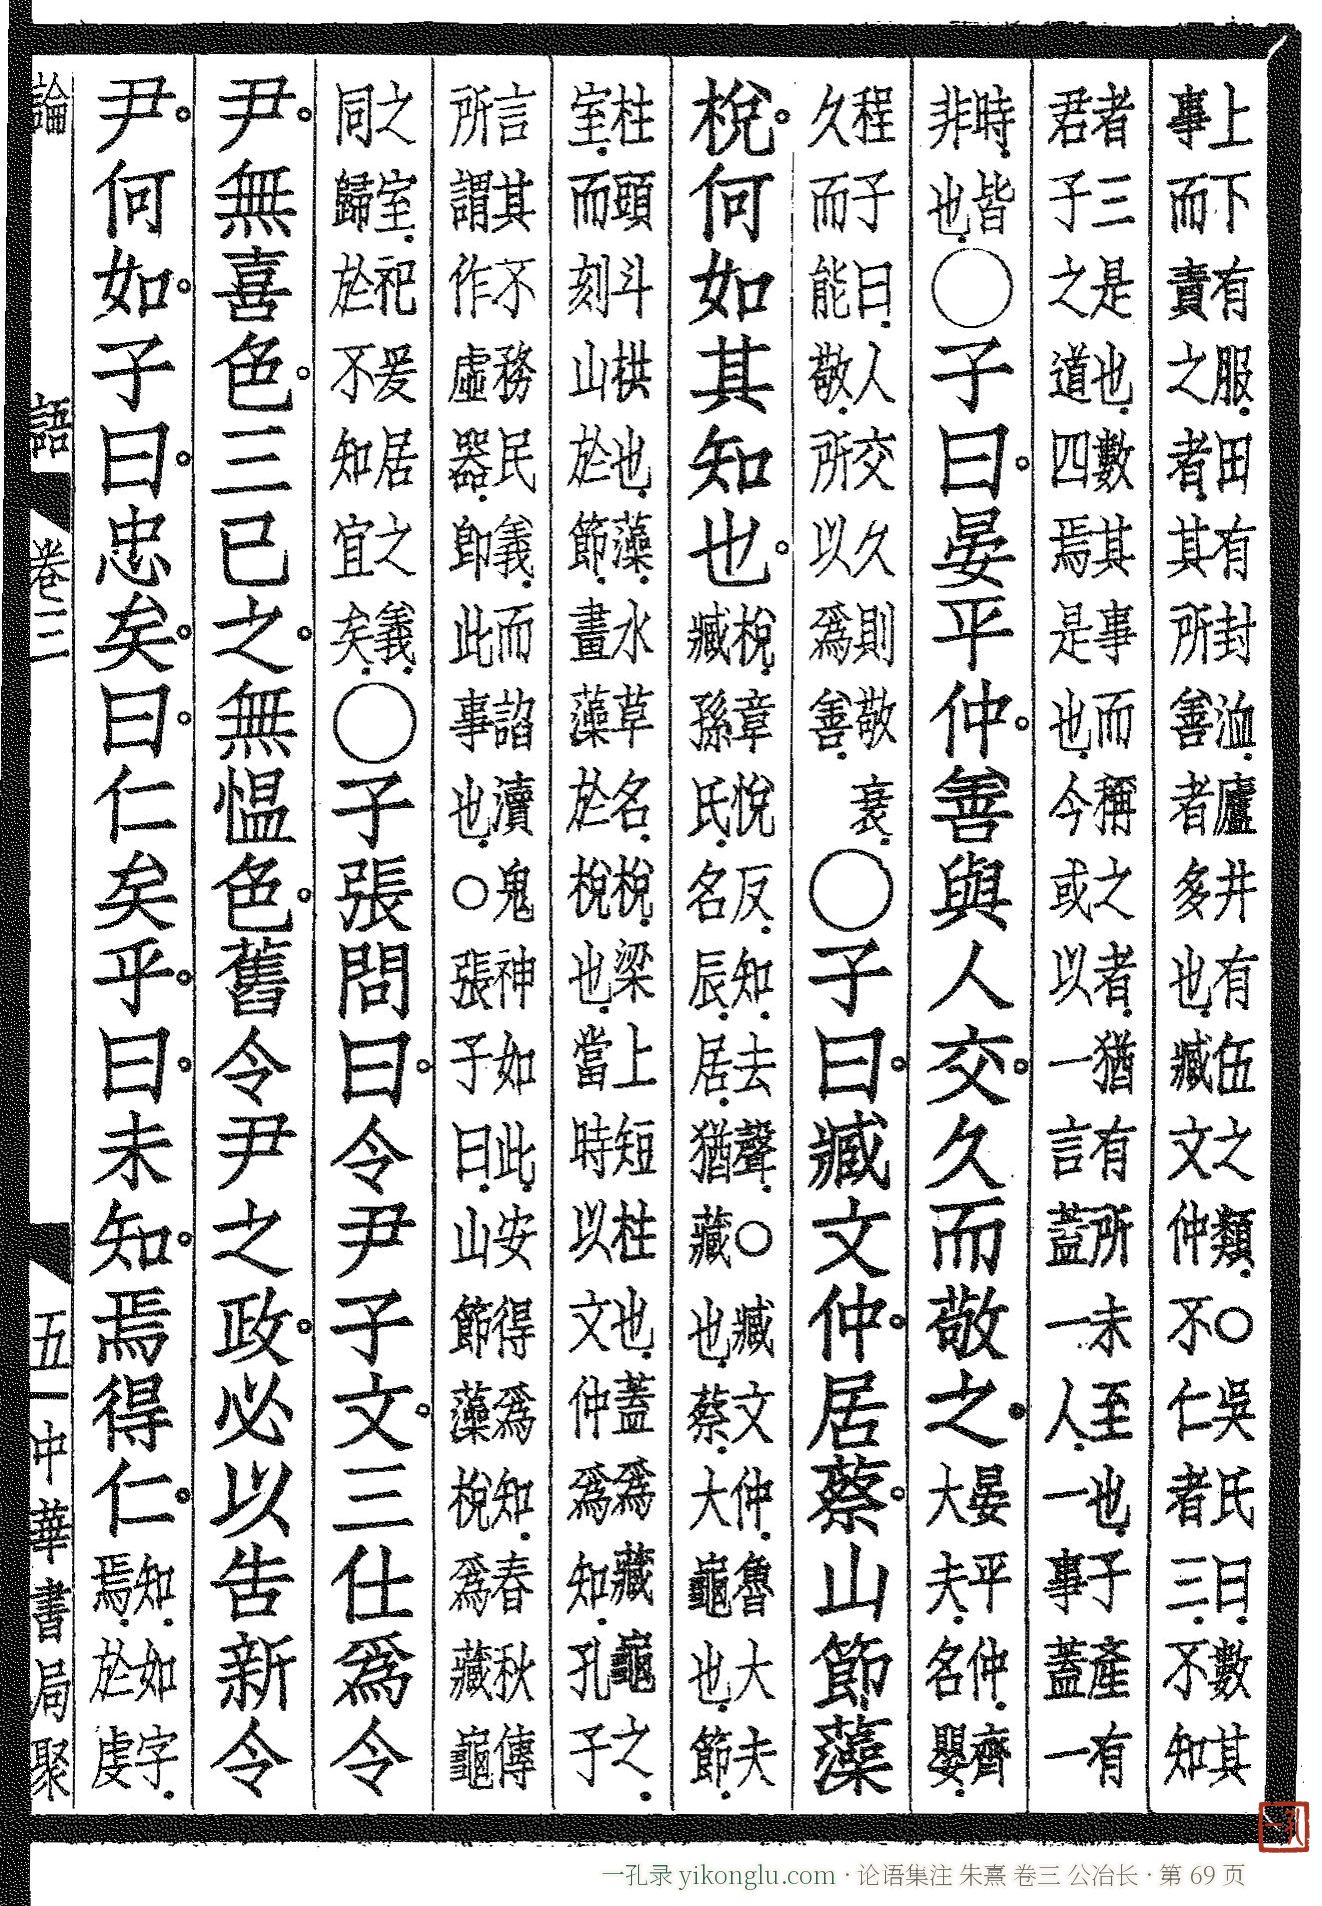 上下有服.田有封洫.廬井有伍之類.○吳氏曰.數其
事而責之者.其所善者多也.臧文仲不仁者三.不知
者三是也.數其事而稱之者.猶有所未至也.子產有
君子之道四焉是也.今或以一言蓋一人.一事蓋一
時.皆
非也.
○子曰。晏平仲。善與人交。久而敬之。
晏平仲.齊
大夫.名嬰.
程子曰.人交久則敬衰.
久而能敬.所以爲善.
○子曰。臧文仲。居蔡。山節藻
梲。何如其知也。
梲.章悅反.知.去聲.○臧文仲.魯大夫
臧孫氏.名辰.居.猶藏也.蔡.大龜也.節.
柱頭斗栱也.藻.水草名.梲.梁上短柱也.蓋爲藏龜之.
室.而刻山於節.畫藻於梲也.當時以文仲爲知.孔子
言其不務民義.而諂瀆鬼神如此.安得爲知.春秋傳
所謂作虛器.即此事也.○張子曰.山節藻梲爲藏龜
之室.祀爰居之義.
同歸於不知宜矣.
○子張問曰。令尹子文。三仕爲令
尹。無喜色。三已之。無慍色。舊令尹之政。必以告新令
尹。何如。子曰。忠矣。曰。仁矣乎。曰。未知。焉得仁。
知.如字.
焉.於虔
論語
卷三
五一中華書局聚
一孔
一孔录 yikonglu.com · 论语集注 朱熹 卷三 公冶长 · 第 69 页